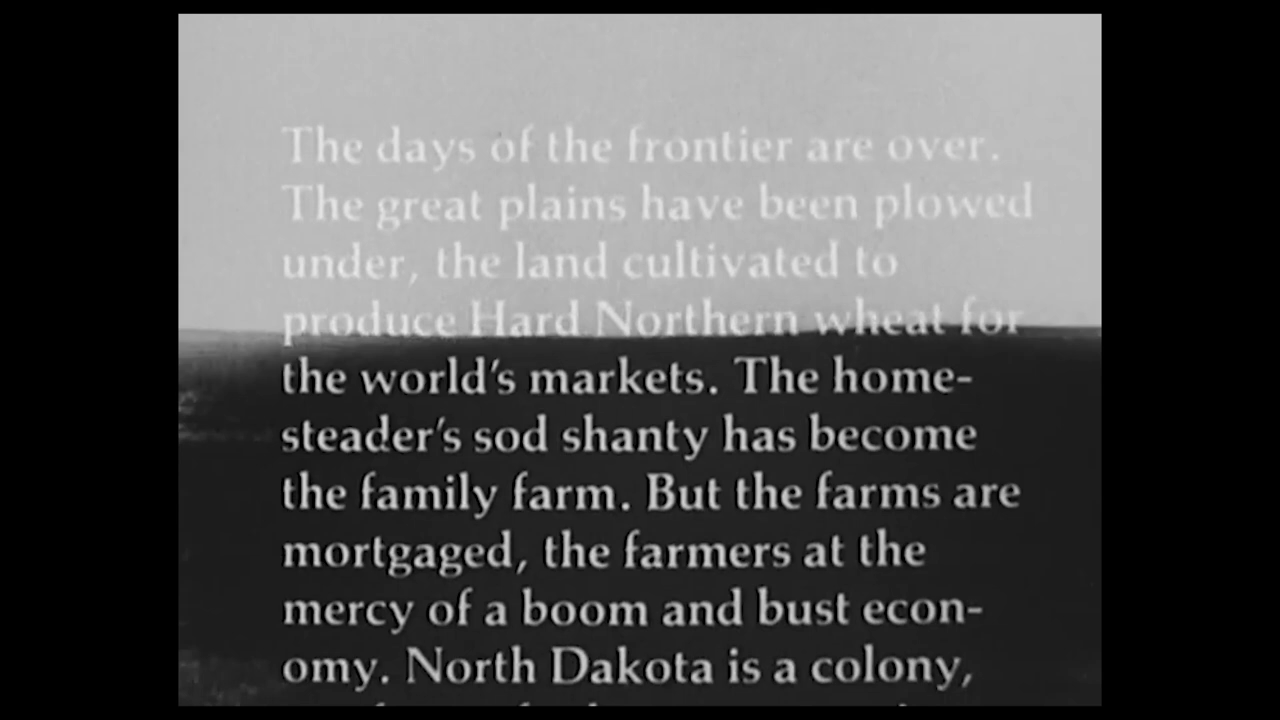 The days of the frontier are over.
The great plains have been plowed
under, the land cultivated to
produce Hard Northern wheat for
the world's markets. The home-
steader's sod shanty has become
the family farm. But the farms are
mortgaged, the farmers at the
mercy of a boom and bust econ-
omy. North Dakota is a colony,